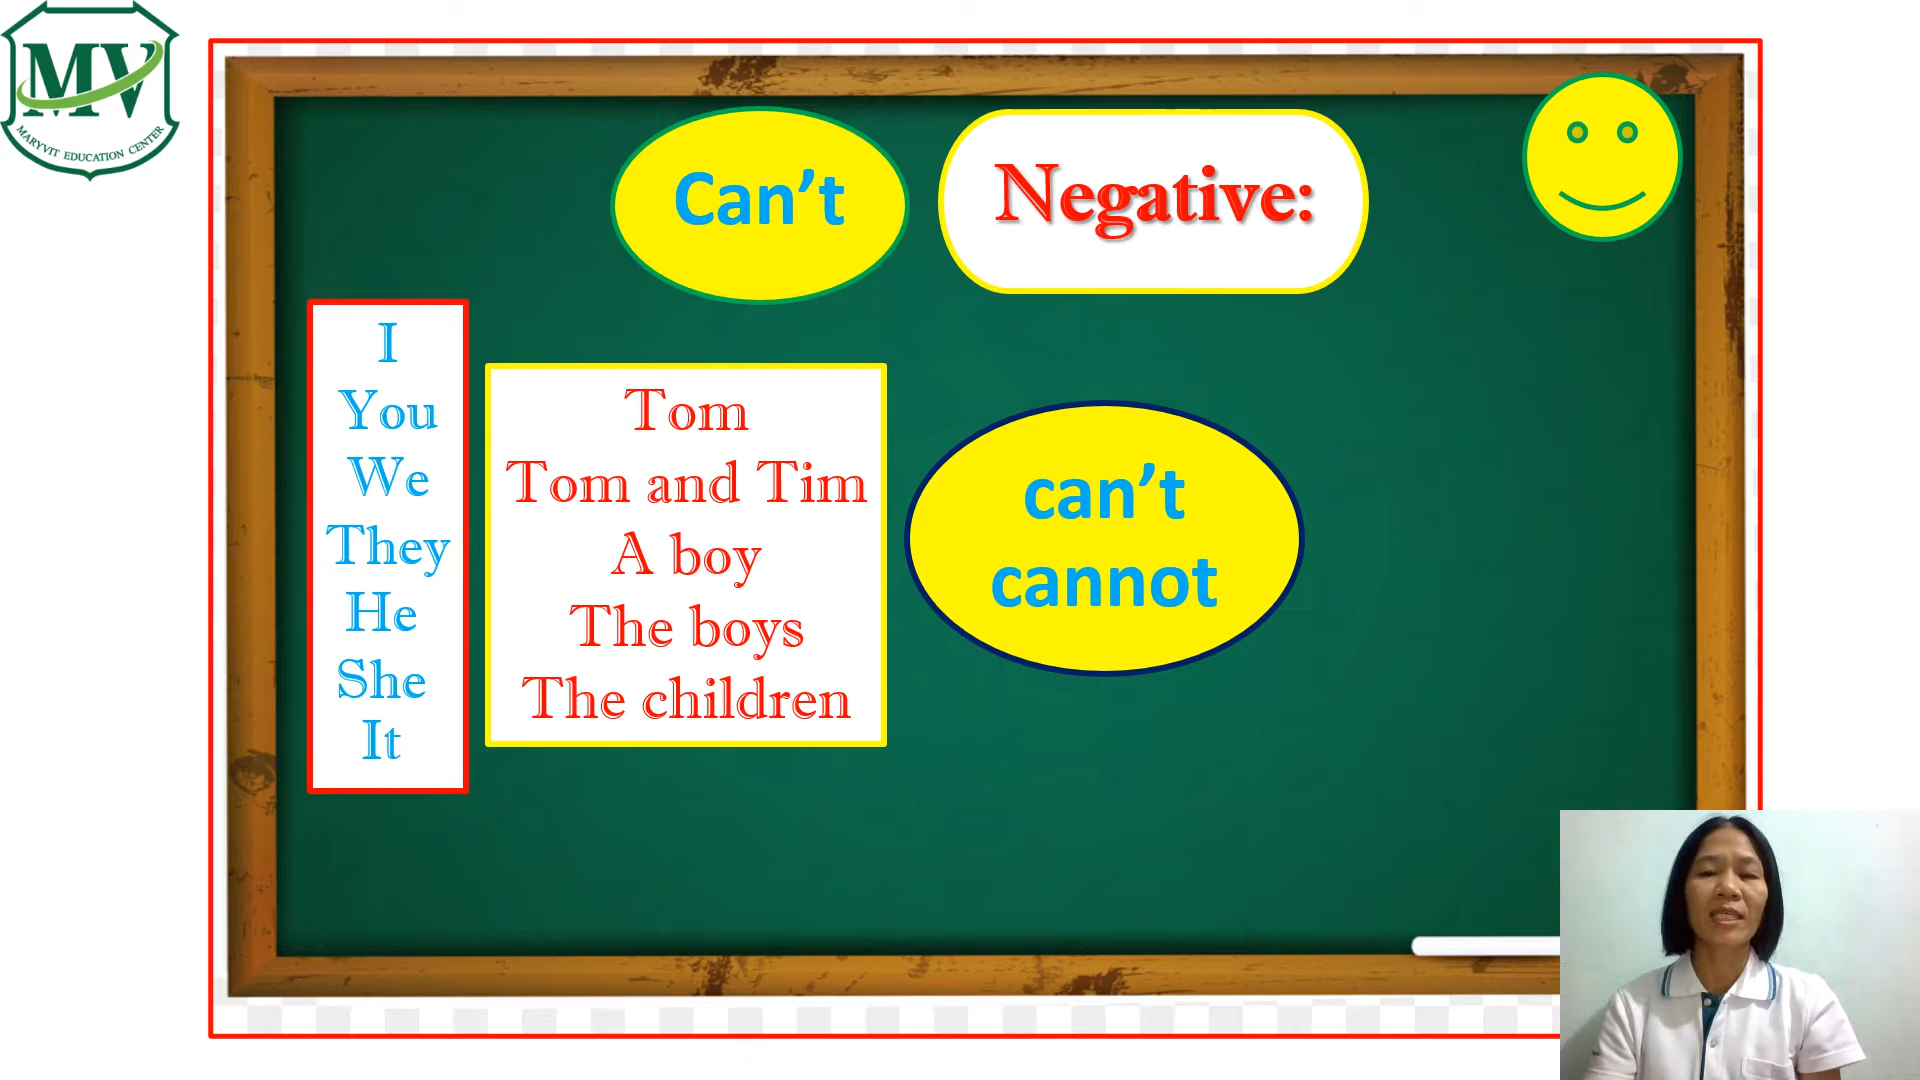 MV
MARYVIT EDUCATION CENTER
Can’t
Negative:
I
You
We
They
He
She
It
Tom
Tom and Tim
A boy
The boys
The children
can’t
cannot